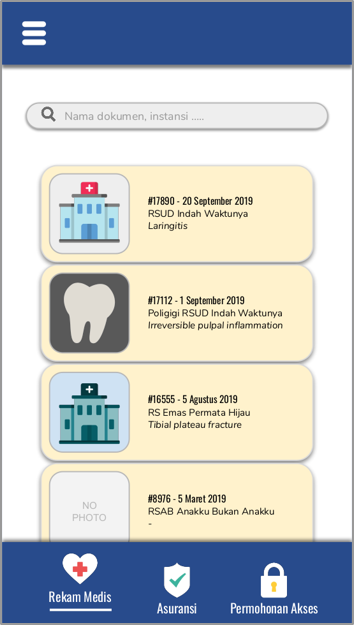 Nama dokumen, instansi .....
#17890 - 20 September 2019
RSUD Indah Waktunya
Laringitis
#17112 - 1 September 2019
Poligigi RSUD Indah Waktunya
Irreversible pulpal inflammation
#16555 - 5 Agustus 2019
RS Emas Permata Hijau
Tibial plateau fracture
NO
PHOTO
#8976 - 5 Maret 2019
RSAB Anakku Bukan Anakku
-
Rekam Medis
Asuransi
Permohonan Akses